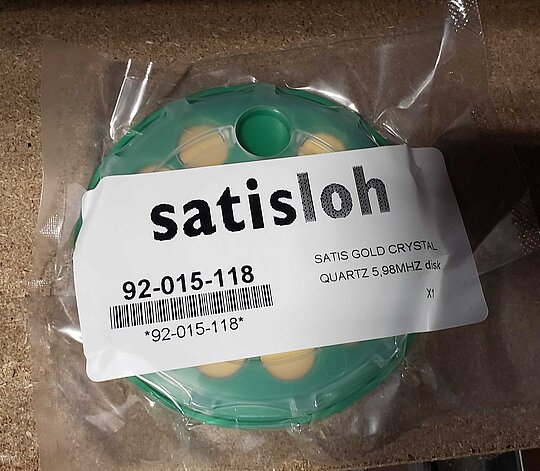 satisloh
SATIS GOLD CRYSTAL
QUARTZ 5,98MHZ disk
X1
92-015-118
*92-015-118*